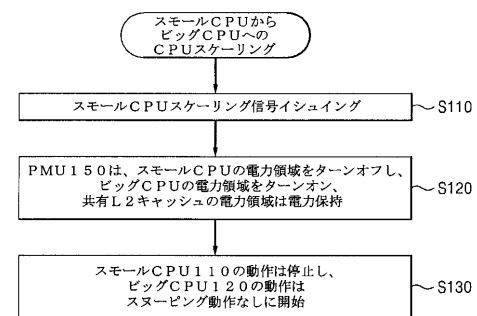 スモールCPUから
ビッグCPUへの
CPUスケーリング
スモールCPUスケーリング信号イシュイング
S110
PMU150は、スモールCPUの電力領域をターンオフし、
ビッグCPUの電力領域をターンオン、
共有L2キャッシュの電力領域は電力保持
S120
スモールCPU110の動作は停止し、
ビッグCPU120の動作は
スヌーピング動作なしに開始
S130